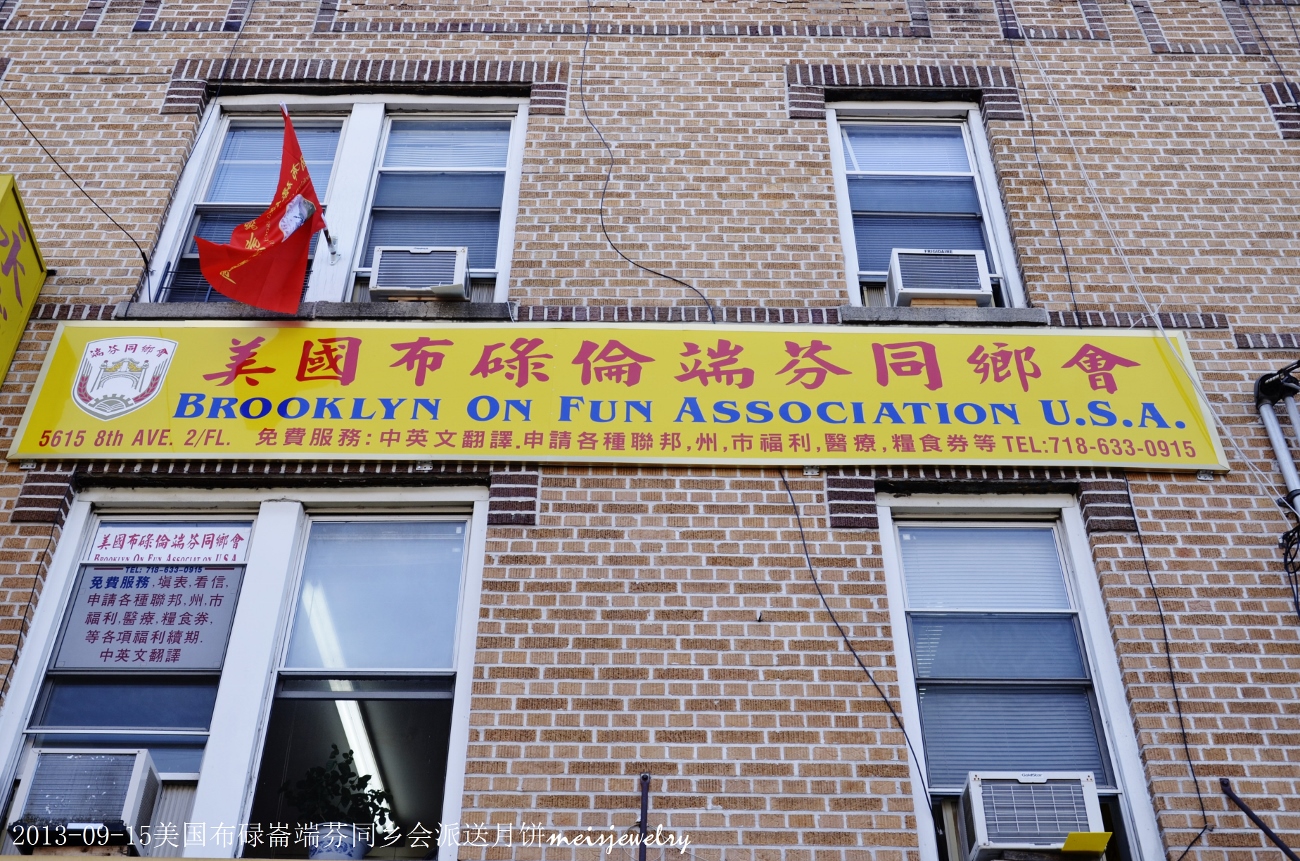 FRIGIDAIRE
端芬同鄉會
美國布碌倫端芬同鄉會
BROOKLYN ON FUN ASSOCIATION U.S.A.
5615 8th AVE. 2/FL. 免費服務:中英文翻譯.申請各種聯邦,州,市福利,醫療,糧食券等 TEL:718-633-0915
美國布碌倫端芬同鄉會
BROOKLYN ON FUN ASSOCIATION U.S.A.
TEL: 718-633-0915
免費服務.塡表.看信.
申請各種聯邦.州.市
福利.醫療.糧食券.
等各項福利續期.
中英文翻譯
2013-09-15美国布碌崙端芬同乡会派送月饼meisjewelry